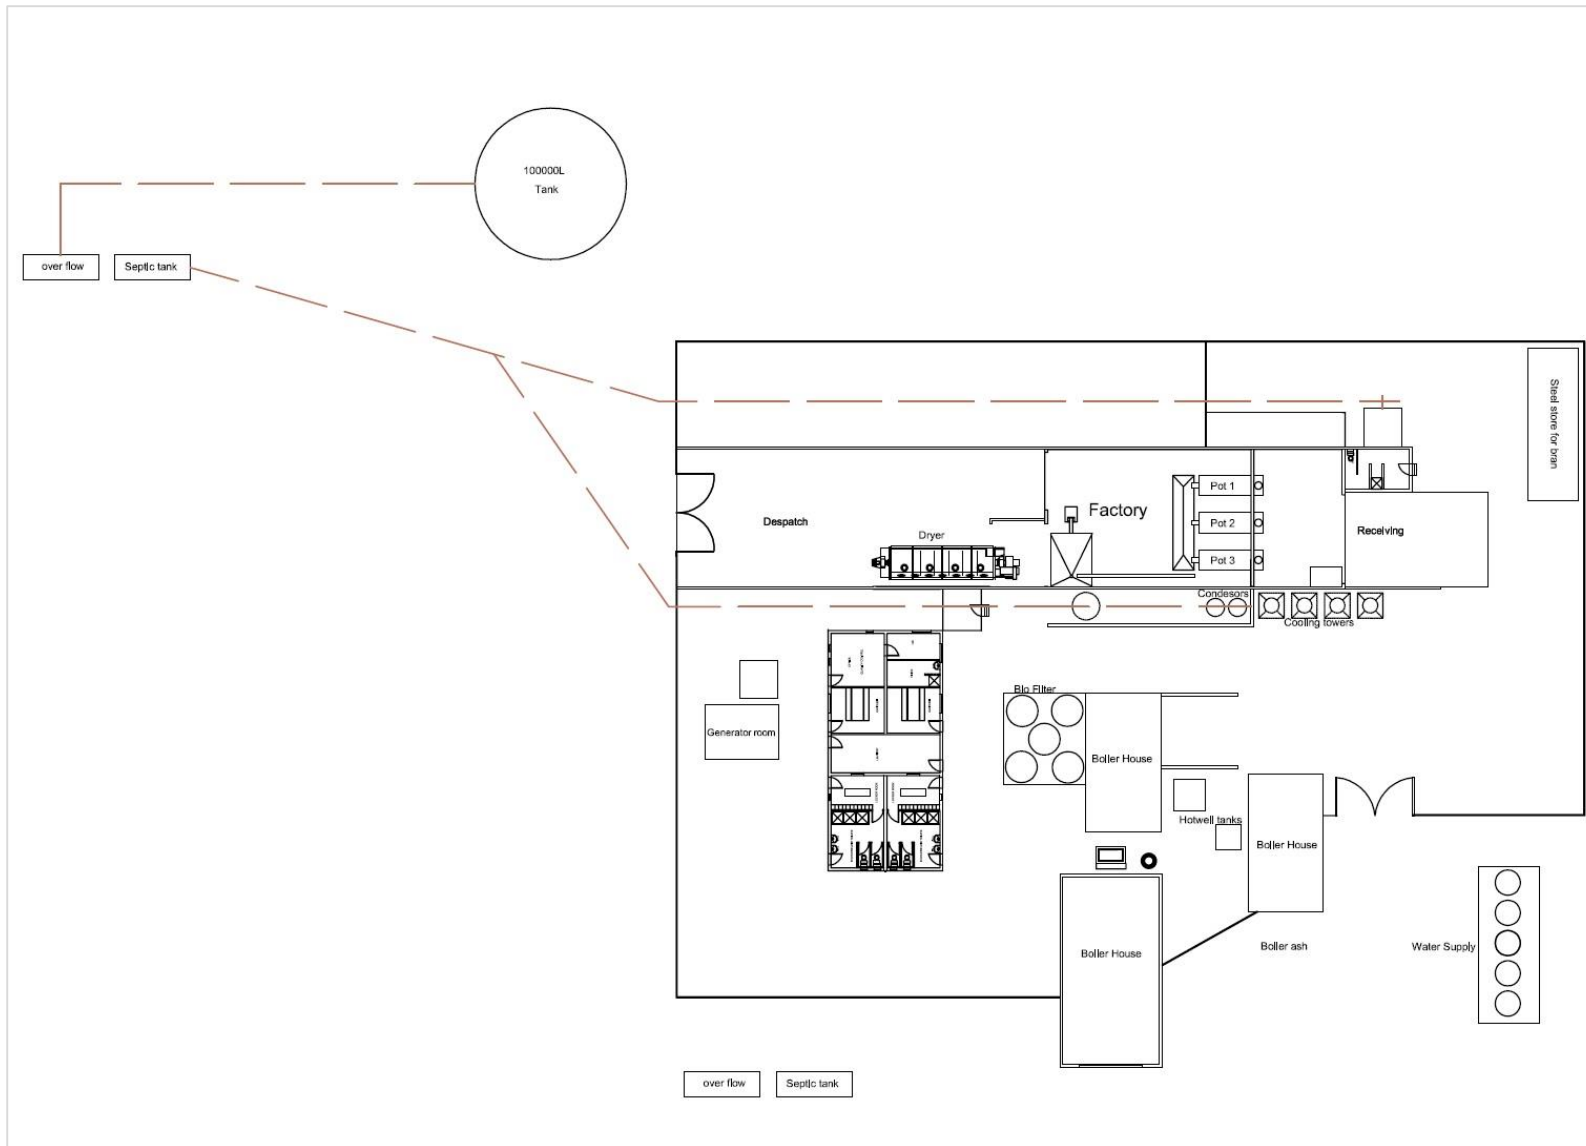 100000L
Tank
over flow
Septic tank
Steel store for bran
Pot 1
Factory
Despatch
Pot 2
Receiving
Dryer
Pot 3
Condesors
Cooling towers
Bio Filter
Generator room
Boiler House
Hotwell tanks
Boiler House
Boiler ash
Water Supply
Boiler House
over flow
Septic tank